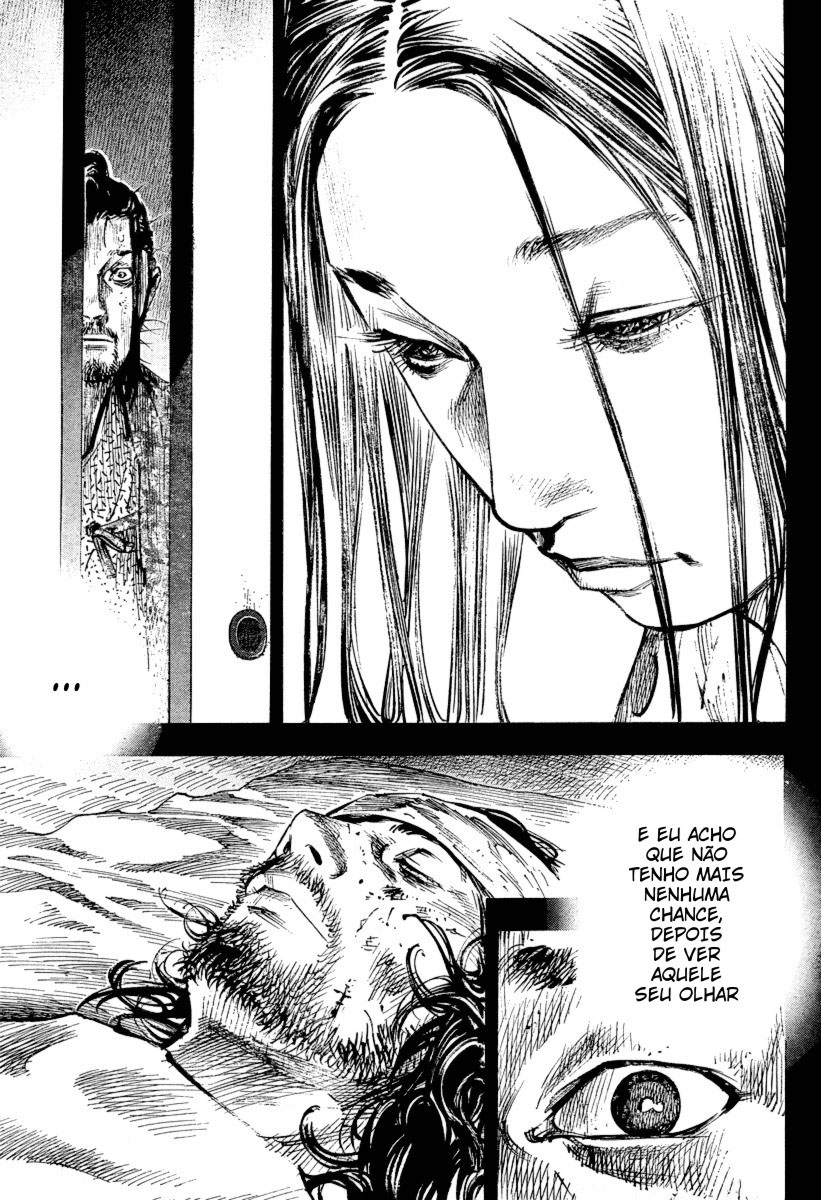 ...
E EU ACHO
QUE NÃO
TENHO MAIS
NENHUMA
CHANCE,
DEPOIS
DE VER
AQUELE
SEU OLHAR